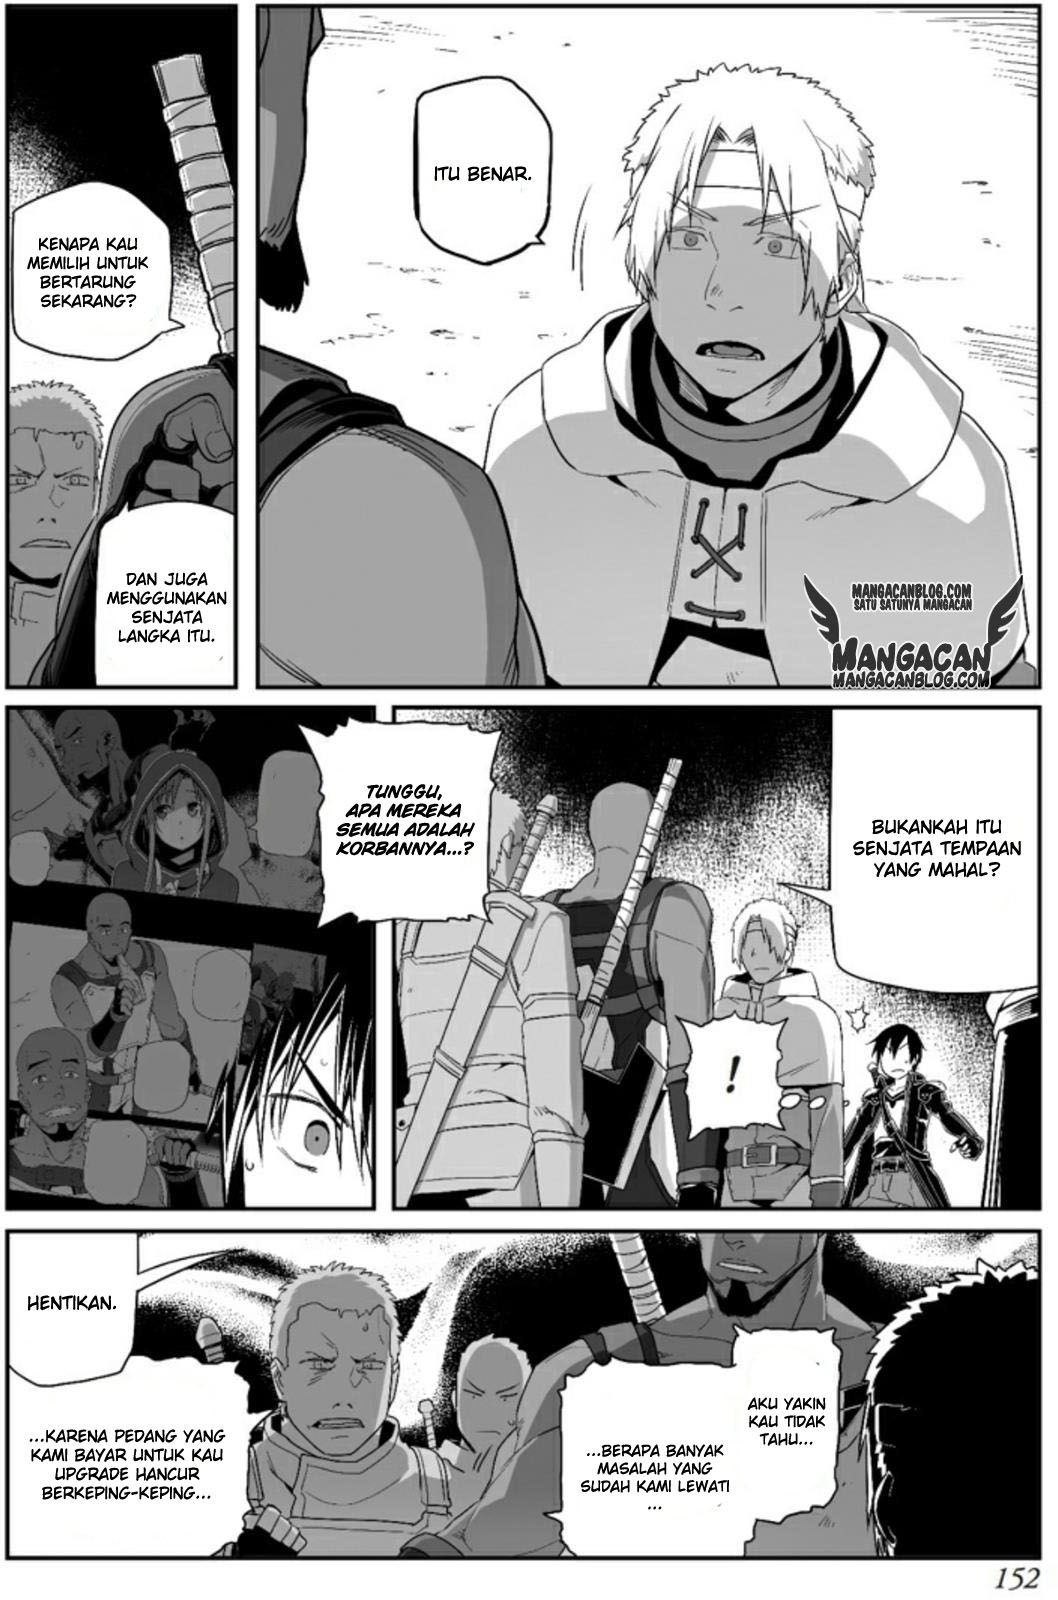 ITU BENAR.
KENAPA KAU
MEMILIH UNTUK
BERTARUNG
SEKARANG?
DAN JUGA
MENGGUNAKAN
SENJATA
LANGKA ITU.
MANGACANBLOG.COM
SATU SATUNYA MANGACAN
MANGACAN
MANGACANBLOG.COM
BUKANKAH ITU
SENJATA TEMPAAN
YANG MAHAL?
!
TUNGGU,
APA MEREKA
SEMUA ADALAH
KORBANNYA...?
HENTIKAN.
AKU YAKIN
KAU TIDAK
TAHU...
...BERAPA BANYAK
MASALAH YANG
SUDAH KAMI LEWATI
...
...KARENA PEDANG YANG
KAMI BAYAR UNTUK KAU
UPGRADE HANCUR
BERKEPING-KEPING...
152